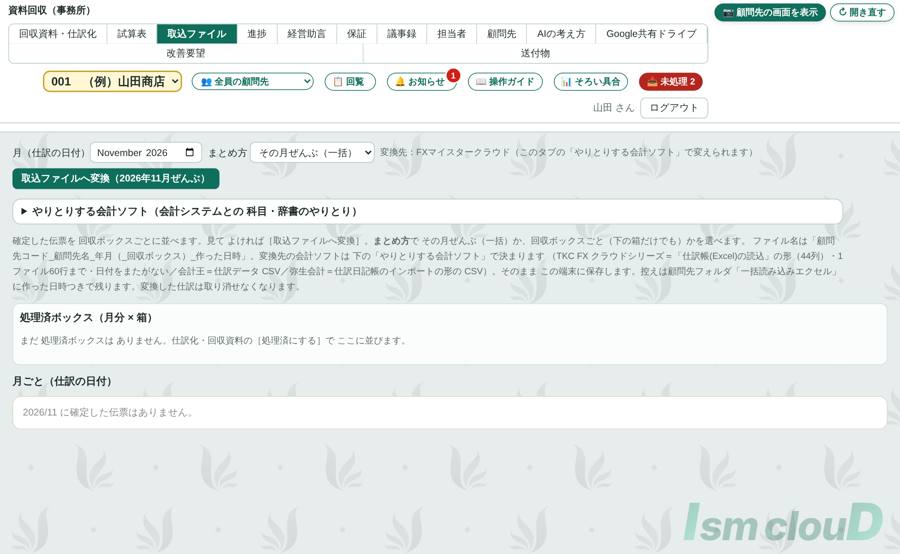 資料回収（事務所）
📷 顧問先の画面を表示
↻ 開き直す
回収資料・仕訳化 試算表 取込ファイル 進捗 経営助言 保証 議事録 担当者 顧問先 AIの考え方 Google共有ドライブ
改善要望 送付物
001　（例）山田商店
👥 全員の顧問先
📋 回覧
🔔 お知らせ 1
📖 操作ガイド
📊 そろい具合
📥 未処理 2
山田 さん ログアウト
月（仕訳の日付） November 2026 まとめ方 その月ぜんぶ（一括） 変換先：FXマイスタークラウド（このタブの「やりとりする会計ソフト」で変えられます）
取込ファイルへ変換（2026年11月ぜんぶ）
▶ やりとりする会計ソフト（会計システムとの 科目・辞書のやりとり）
確定した伝票を 回収ボックスごとに並べます。見て よければ［取込ファイルへ変換］。まとめ方で その月ぜんぶ（一括）か、回収ボックスごと（下の箱だけでも）かを選べます。 ファイル名は「顧問
先コード_顧問先名_年月（_回収ボックス）_作った日時」。変換先の会計ソフトは 下の「やりとりする会計ソフト」で決まります （TKC FX クラウドシリーズ＝「仕訳帳(Excel)の読込」の形（44列）・1
ファイル60行まで・日付をまたがない／会計王＝仕訳データ CSV／弥生会計＝仕訳日記帳のインポートの形の CSV）。そのまま この端末に保存します。控えは顧問先フォルダ「一括読み込みエクセル」
に作った日時つきで残ります。変換した仕訳は取り消せなくなります。
処理済ボックス（月分 × 箱）
まだ 処理済ボックスは ありません。仕訳化・回収資料の［処理済にする］で ここに並びます。
月ごと（仕訳の日付）
2026/11 に確定した伝票はありません。
Ism clouD